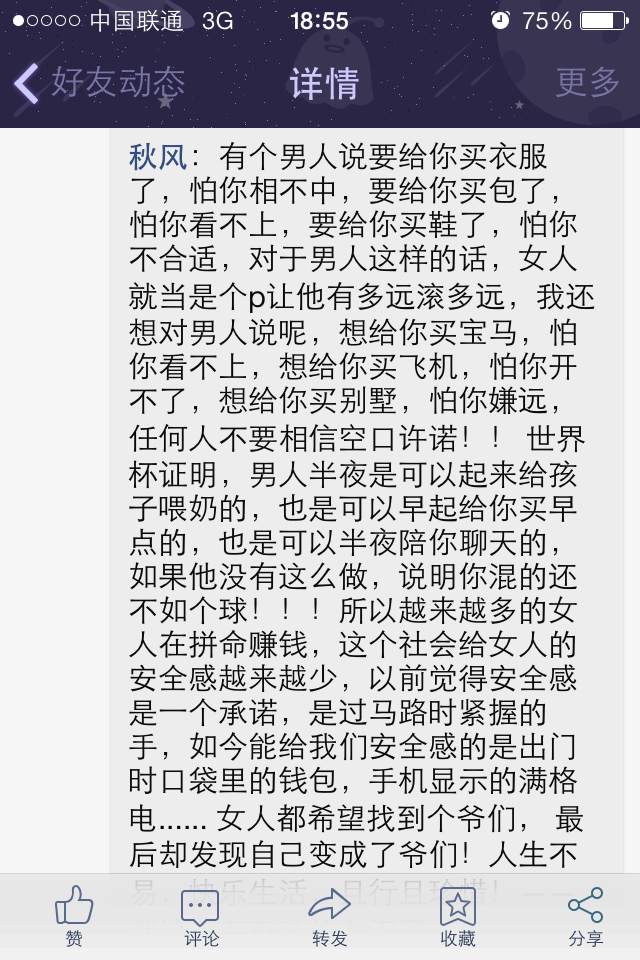 中国联通 3G 18:55 75%
好友动态 详情 更多
秋风：有个男人说要给你买衣服
了，怕你相不中，要给你买包了，
怕你看不上，要给你买鞋了，怕你
不合适，对于男人这样的话，女人
就当是个p让他有多远滚多远，我还
想对男人说呢，想给你买宝马，怕
你看不上，想给你买飞机，怕你开
不了，想给你买别墅，怕你嫌远，
任何人不要相信空口许诺！！ 世界
杯证明，男人半夜是可以起来给孩
子喂奶的，也是可以早起给你买早
点的，也是可以半夜陪你聊天的，
如果他没有这么做，说明你混的还
不如个球！！！所以越来越多的女
人在拼命赚钱，这个社会给女人的
安全感越来越少，以前觉得安全感
是一个承诺，是过马路时紧握的
手，如今能给我们安全感的是出门
时口袋里的钱包，手机显示的满格
电...... 女人都希望找到个爷们， 最
后却发现自己变成了爷们！人生不
易，快乐生活，且行且珍惜！——
赞 评论 转发 收藏 分享